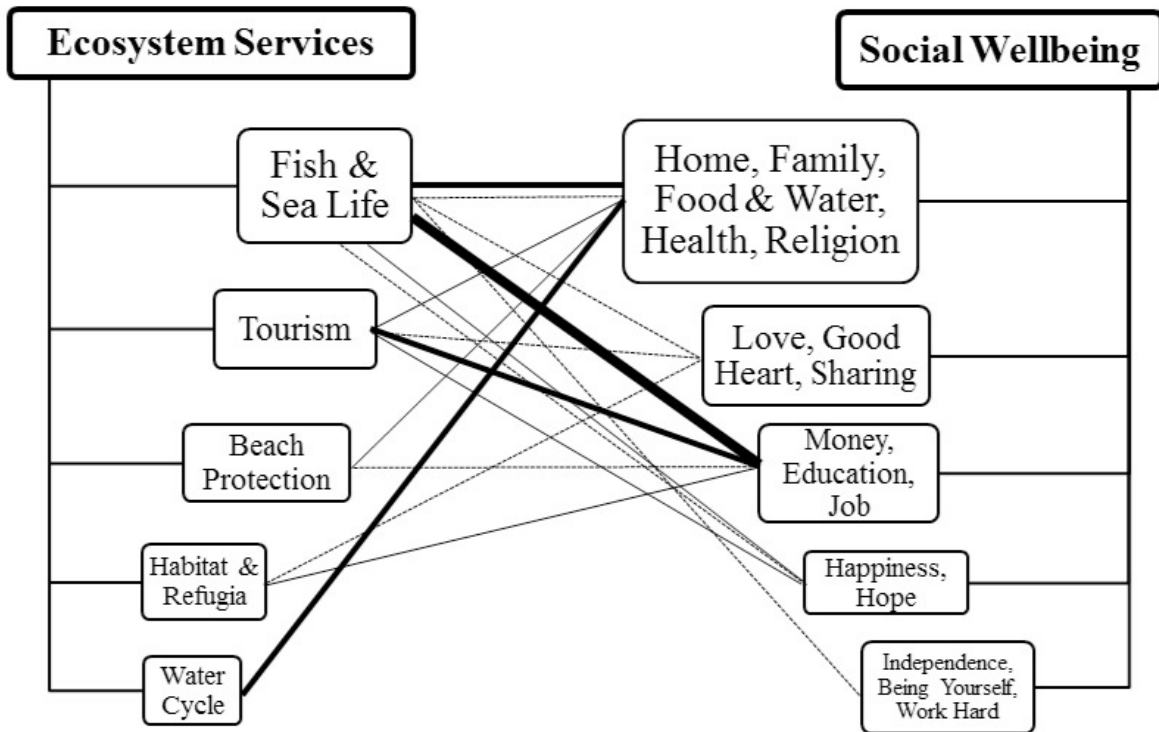 Ecosystem Services
Social Wellbeing
Fish &
Sea Life
Home, Family,
Food & Water,
Health, Religion
Tourism
Love, Good
Heart, Sharing
Beach
Protection
Money,
Education,
Job
Habitat &
Refugia
Happiness,
Hope
Water
Cycle
Independence,
Being Yourself,
Work Hard